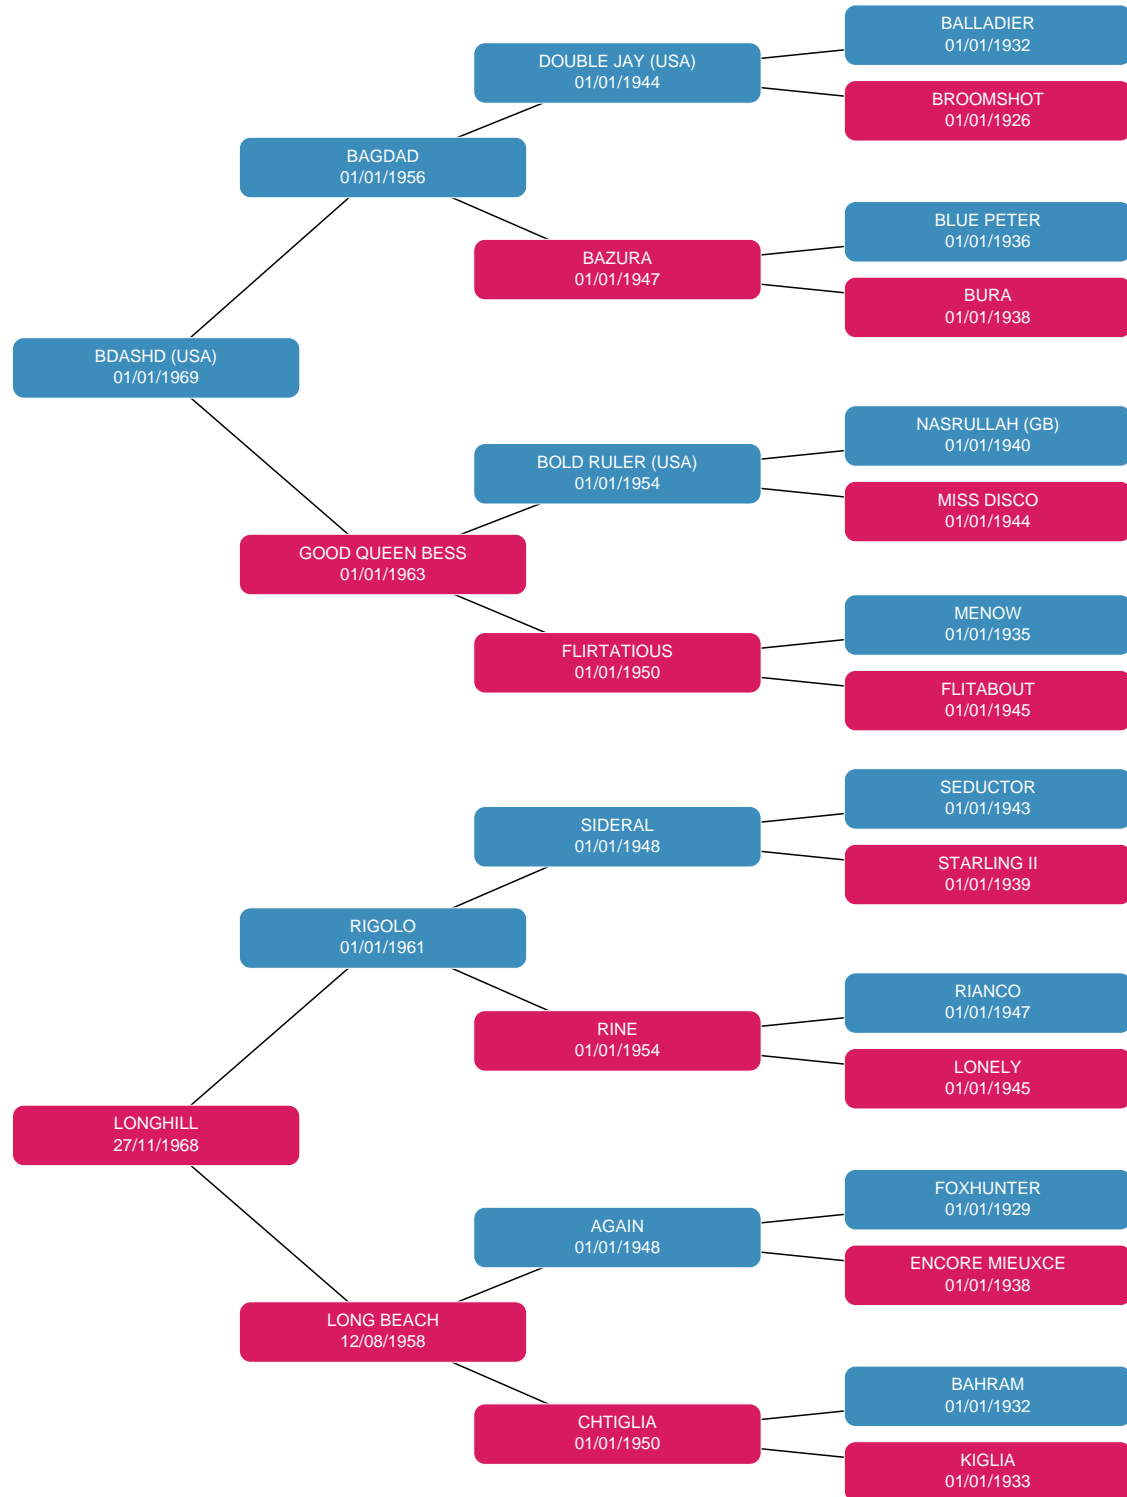 BALLADIER
01/01/1932
DOUBLE JAY (USA)
01/01/1944
BROOMSHOT
01/01/1926
BAGDAD
01/01/1956
BLUE PETER
01/01/1936
BAZURA
01/01/1947
BURA
01/01/1938
BDASHD (USA)
01/01/1969
NASRULLAH (GB)
01/01/1940
BOLD RULER (USA)
01/01/1954
MISS DISCO
01/01/1944
GOOD QUEEN BESS
01/01/1963
MENOW
01/01/1935
FLIRTATIOUS
01/01/1950
FLITABOUT
01/01/1945
SEDUCTOR
01/01/1943
SIDERAL
01/01/1948
STARLING II
01/01/1939
RIGOLO
01/01/1961
RIANCO
01/01/1947
RINE
01/01/1954
LONELY
01/01/1945
LONGHILL
27/11/1968
FOXHUNTER
01/01/1929
AGAIN
01/01/1948
ENCORE MIEUXCE
01/01/1938
LONG BEACH
12/08/1958
BAHRAM
01/01/1932
CHTIGLIA
01/01/1950
KIGLIA
01/01/1933